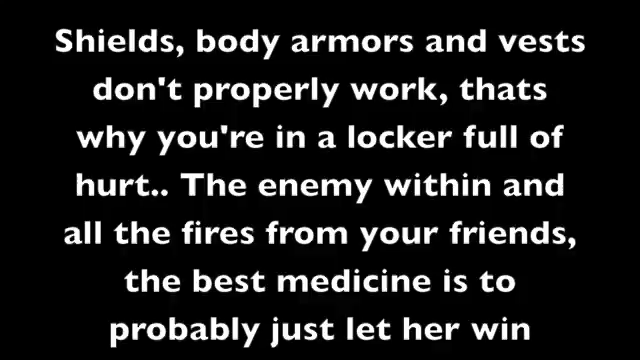 Shields, body armors and vests
don't properly work, thats
why you're in a locker full of
hurt.. The enemy within and
all the fires from your friends,
the best medicine is to
probably just let her win